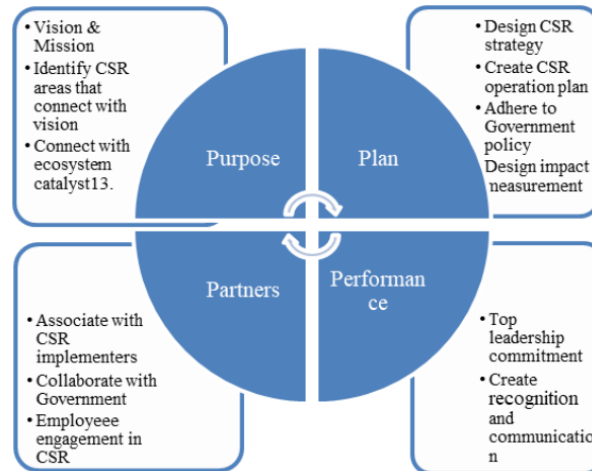 • Vision &
Mission
• Identify CSR
areas that
connect with
vision
• Connect with
ecosystem
catalyst13.
• Design CSR
strategy
• Create CSR
operation plan
• Adhere to
Government
policy
Design impact
measurement
Purpose
Plan
Partners
Performan
ce
• Associate with
CSR
implementers
• Collaborate with
Government
• Employeee
engagement in
CSR
• Top
leadership
commitment
• Create
recognition
and
communicatio
n